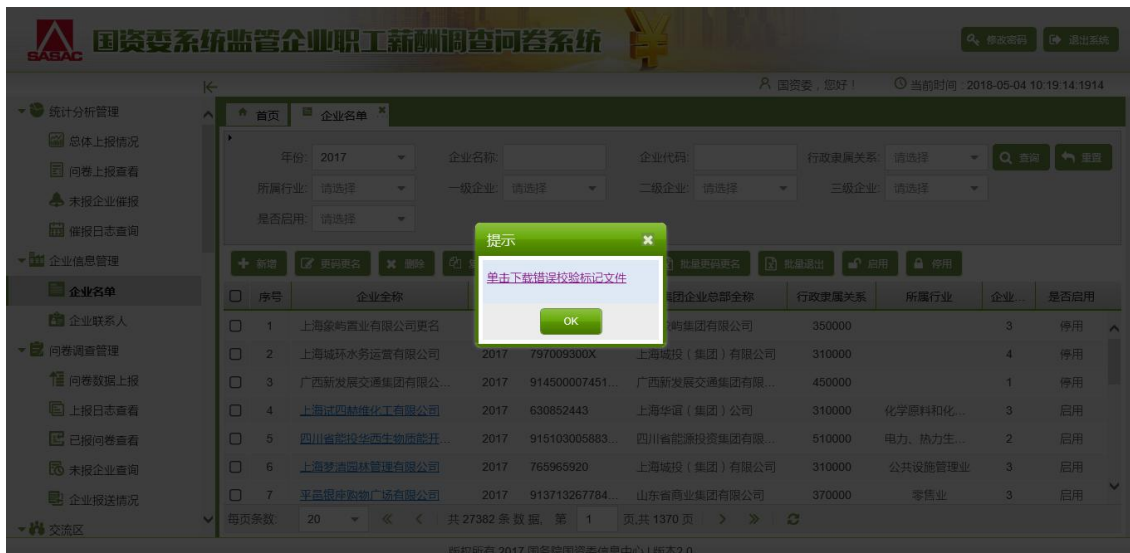 SASAC 国资委系统监管企业职工薪酬调查问卷系统 修改密码 退出系统
国资委，您好！ 当前时间：2018-05-04 10:19:14:1914
统计分析管理
总体上报情况
问卷上报查看
未报企业催报
催报日志查询
企业信息管理
企业名单
企业联系人
问卷调查管理
问卷数据上报
上报日志查看
已报问卷查看
未报企业查询
企业报送情况
交流区
首页 企业名单
年份: 2017 企业名称: 企业代码: 行政隶属关系: 请选择 查询 重置
所属行业: 请选择 一级企业: 请选择 二级企业: 请选择 三级企业: 请选择
是否启用: 请选择
新增 更码更名 删除 批量更码更名 批量退出 启用 停用
提示
单击下载错误校验标记文件
OK
序号 企业全称 集团企业总部全称 行政隶属关系 所属行业 企业... 是否启用
1 上海象屿置业有限公司更名 屿集团有限公司 350000 3 停用
2 上海城环水务运营有限公司 2017 797009300X 上海城投（集团）有限公司 310000 4 停用
3 广西新发展交通集团有限公... 2017 914500007451... 广西新发展交通集团有限... 450000 1 停用
4 上海试四赫维化工有限公司 2017 630852443 上海华谊（集团）公司 310000 化学原料和化... 3 启用
5 四川省能投华西生物质能开... 2017 915103005883... 四川省能源投资集团有限... 510000 电力、热力生... 2 启用
6 上海梦清园林管理有限公司 2017 765965920 上海城投（集团）有限公司 310000 公共设施管理业 3 启用
7 平邑银座购物广场有限公司 2017 913713267784... 山东省商业集团有限公司 370000 零售业 3 启用
每页条数: 20 共 27382 条数据, 第 1 页,共 1370 页
版权所有 2017 国务院国资委信息中心 | 版本2.0